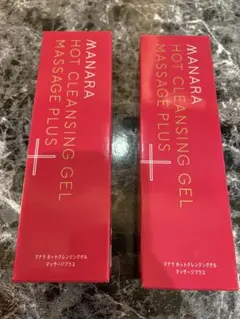 MANARA
HOT CLEANSING GEL
MASSAGE PLUS
マナラ ホットクレンジングゲル
マッサージプラス
MANARA
HOT CLEANSING GEL
MASSAGE PLUS
マナラ ホットクレンジングゲル
マッサージプラス